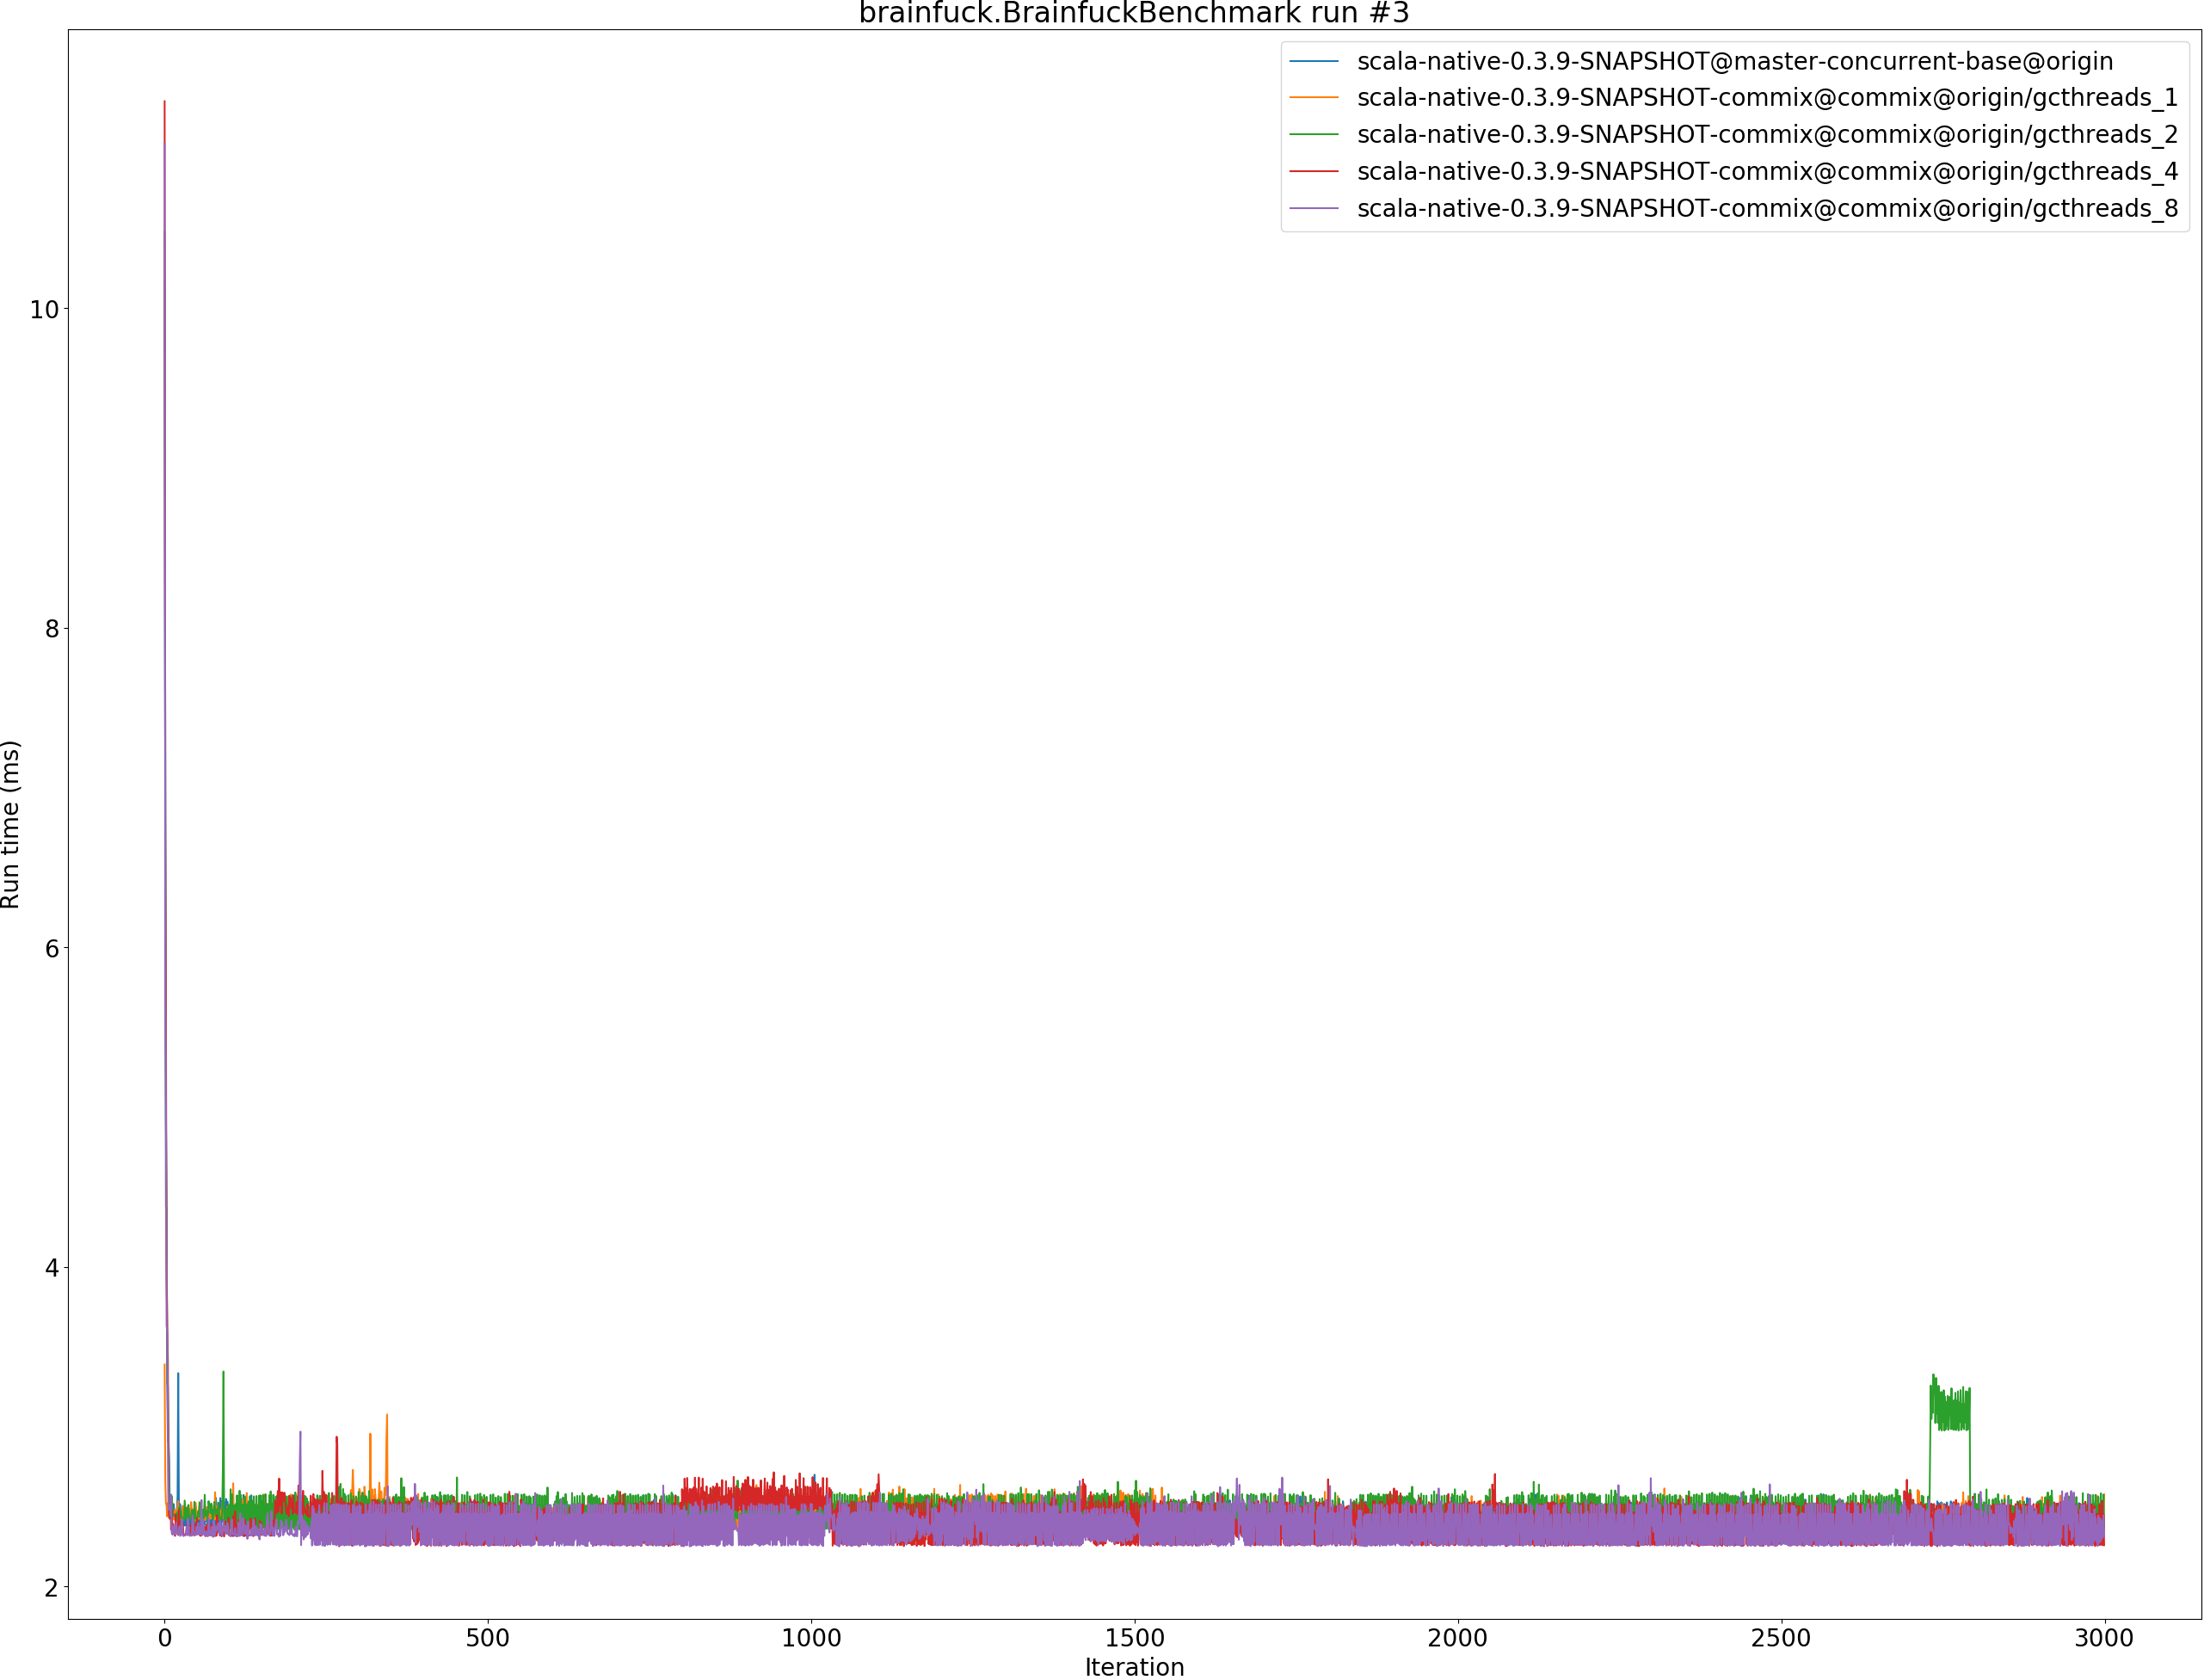 brainfuck.BrainfuckBenchmark run #3
scala-native-0.3.9-SNAPSHOT@master-concurrent-base@origin
scala-native-0.3.9-SNAPSHOT-commix@commix@origin/gcthreads_1
scala-native-0.3.9-SNAPSHOT-commix@commix@origin/gcthreads_2
scala-native-0.3.9-SNAPSHOT-commix@commix@origin/gcthreads_4
scala-native-0.3.9-SNAPSHOT-commix@commix@origin/gcthreads_8
10
8
6
4
2
Run time (ms)
0 500 1000 1500 2000 2500 3000
Iteration